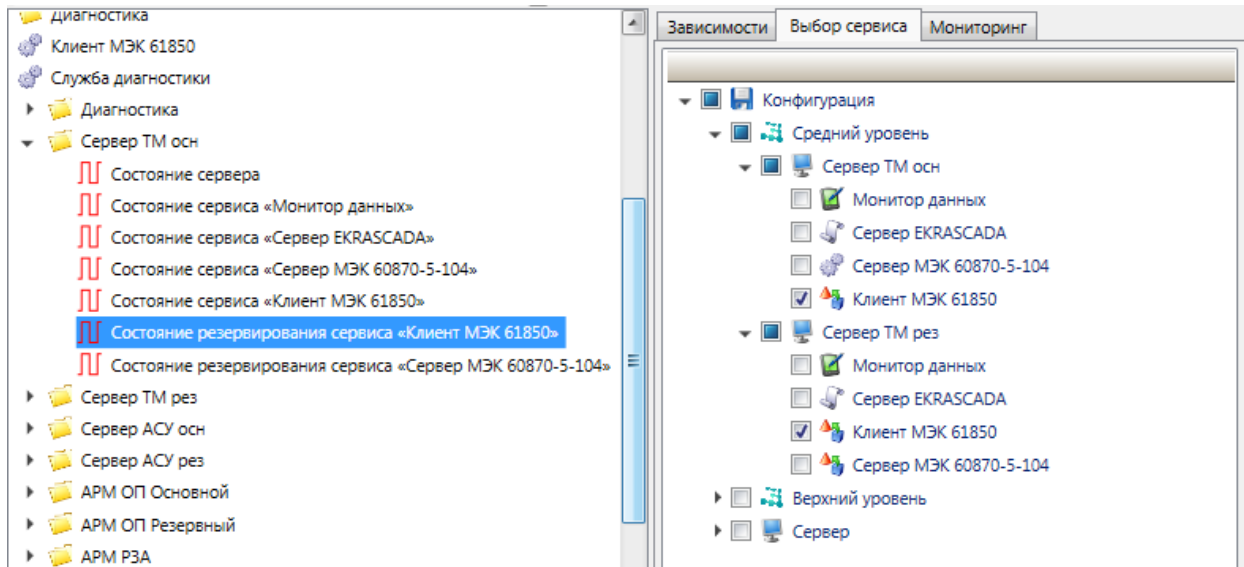 Диагностика
Клиент МЭК 61850
Служба диагностики
Диагностика
Сервер ТМ осн
Состояние сервера
Состояние сервиса «Монитор данных»
Состояние сервиса «Сервер EKRASCADA»
Состояние сервиса «Сервер МЭК 60870-5-104»
Состояние сервиса «Клиент МЭК 61850»
Состояние резервирования сервиса «Клиент МЭК 61850»
Состояние резервирования сервиса «Сервер МЭК 60870-5-104»
Сервер ТМ рез
Сервер АСУ осн
Сервер АСУ рез
АРМ ОП Основной
АРМ ОП Резервный
АРМ РЗА
Зависимости Выбор сервиса Мониторинг
Конфигурация
Средний уровень
Сервер ТМ осн
Монитор данных
Сервер EKRASCADA
Сервер МЭК 60870-5-104
Клиент МЭК 61850
Сервер ТМ рез
Монитор данных
Сервер EKRASCADA
Клиент МЭК 61850
Сервер МЭК 60870-5-104
Верхний уровень
Сервер